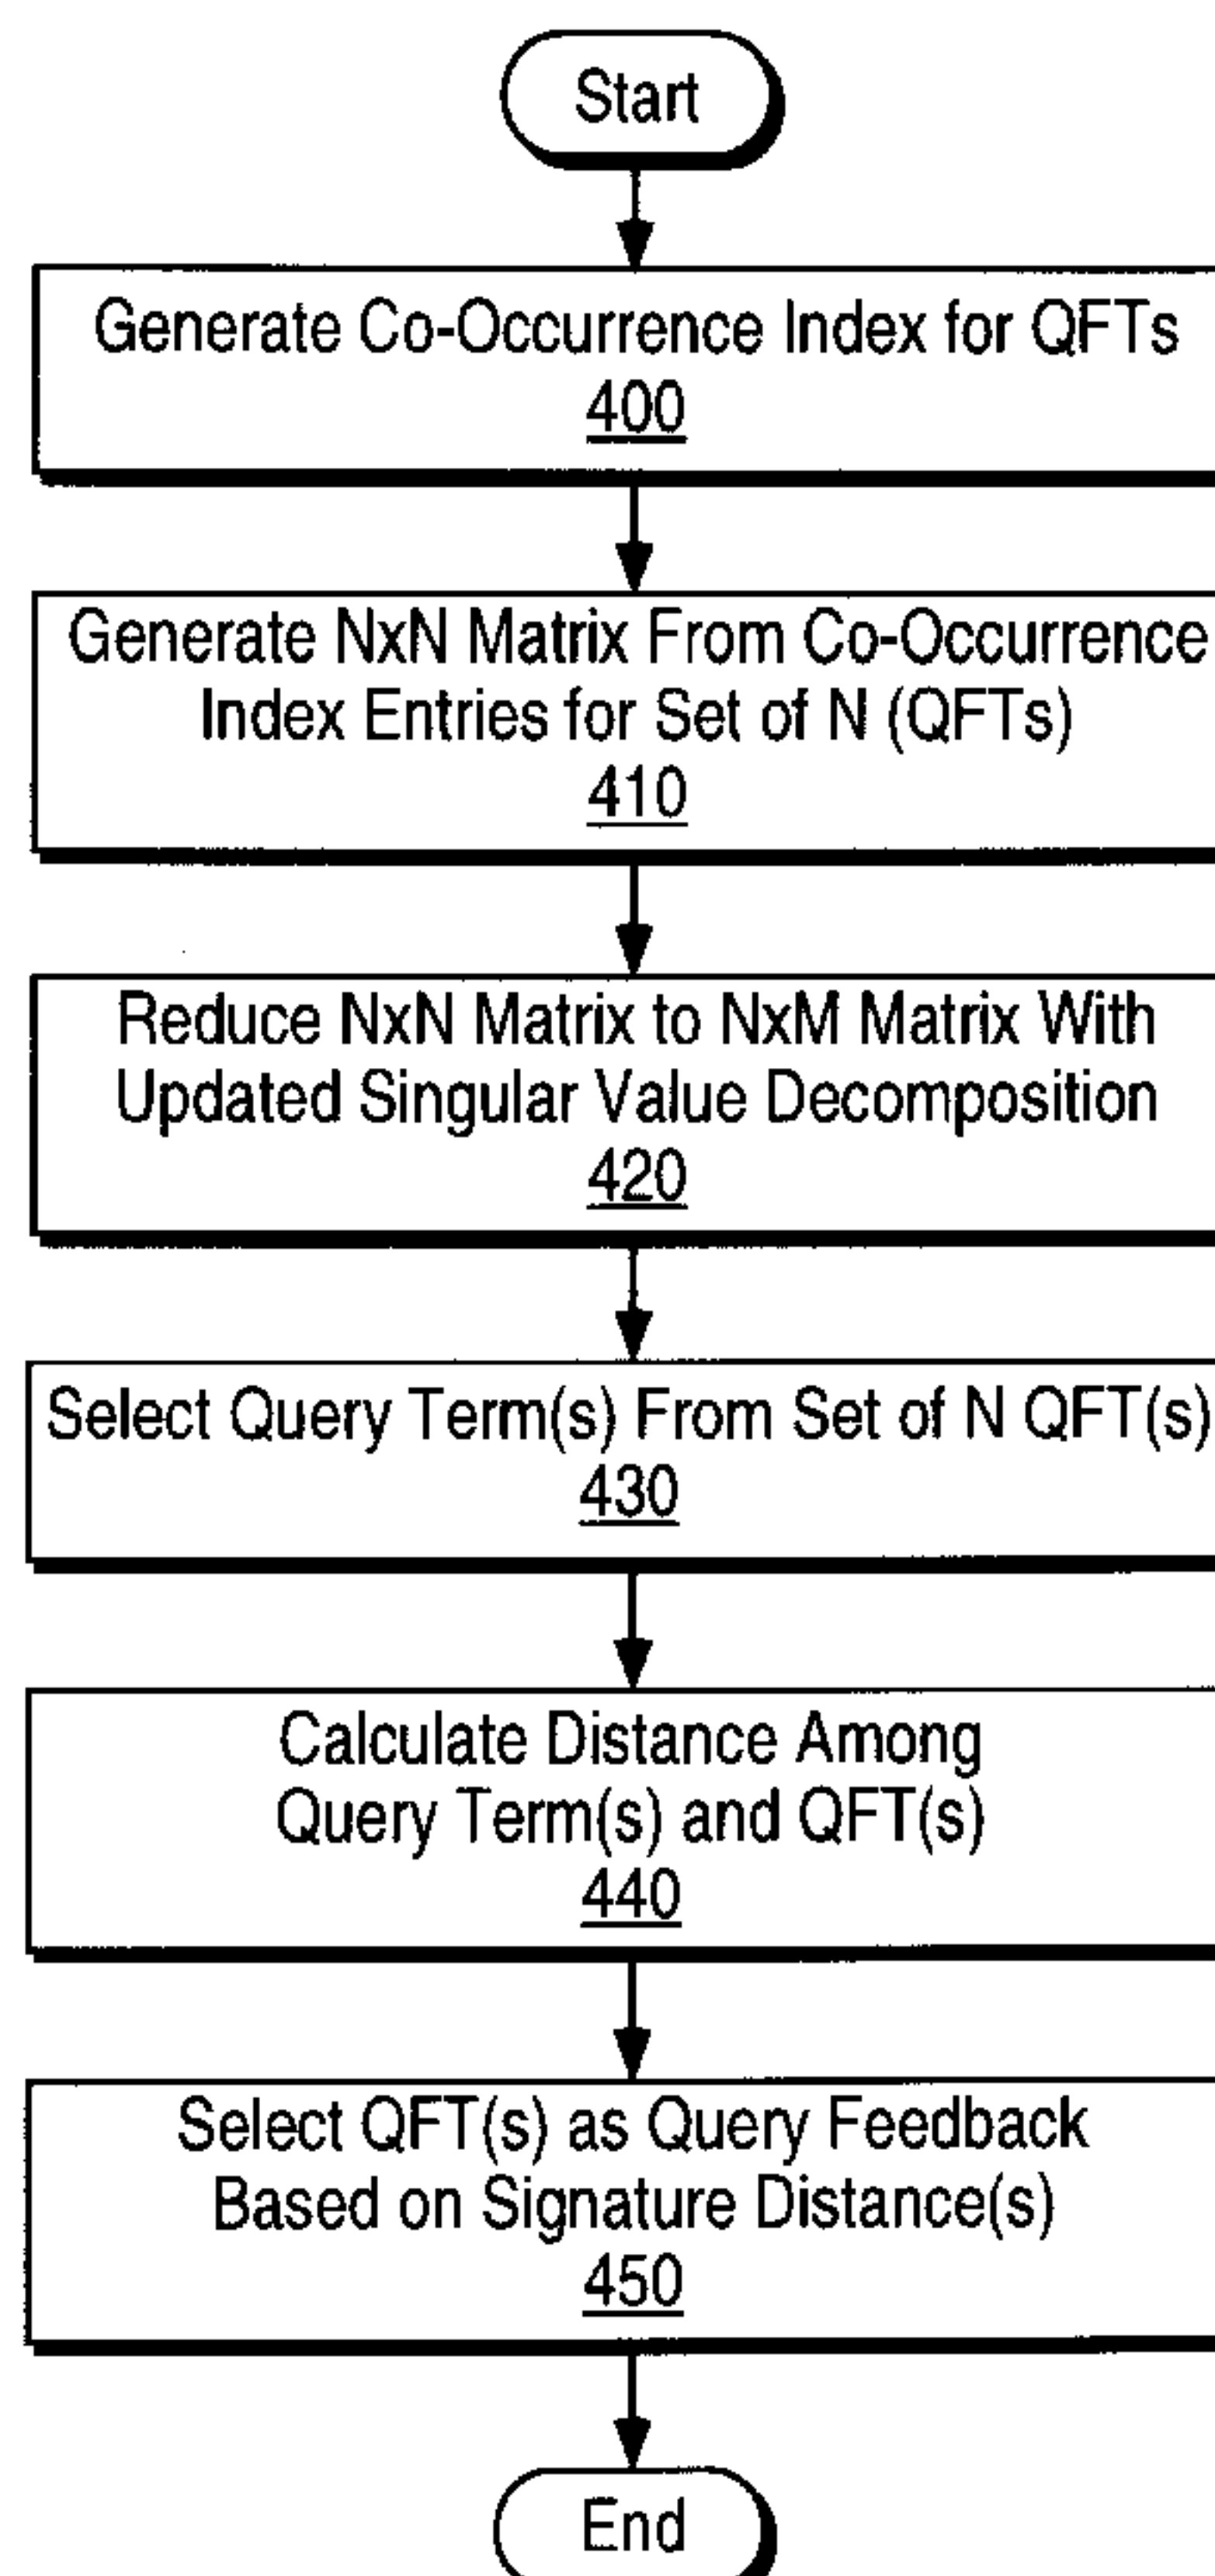 Start
Generate Co-Occurrence Index for QFTs
400
Generate NxN Matrix From Co-Occurrence
Index Entries for Set of N (QFTs)
410
Reduce NxN Matrix to NxM Matrix With
Updated Singular Value Decomposition
420
Select Query Term(s) From Set of N QFT(s)
430
Calculate Distance Among
Query Term(s) and QFT(s)
440
Select QFT(s) as Query Feedback
Based on Signature Distance(s)
450
End